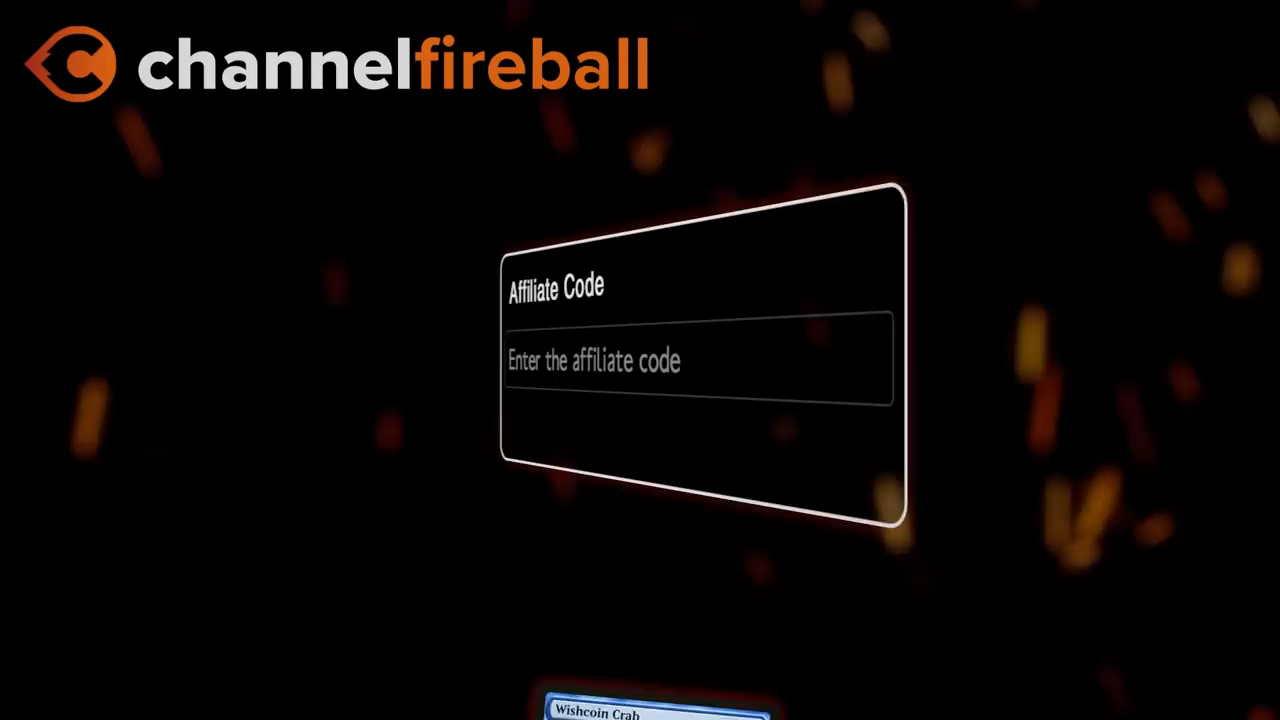 channelfireball
Affiliate Code
Enter the affiliate code
Wishcoin Crab